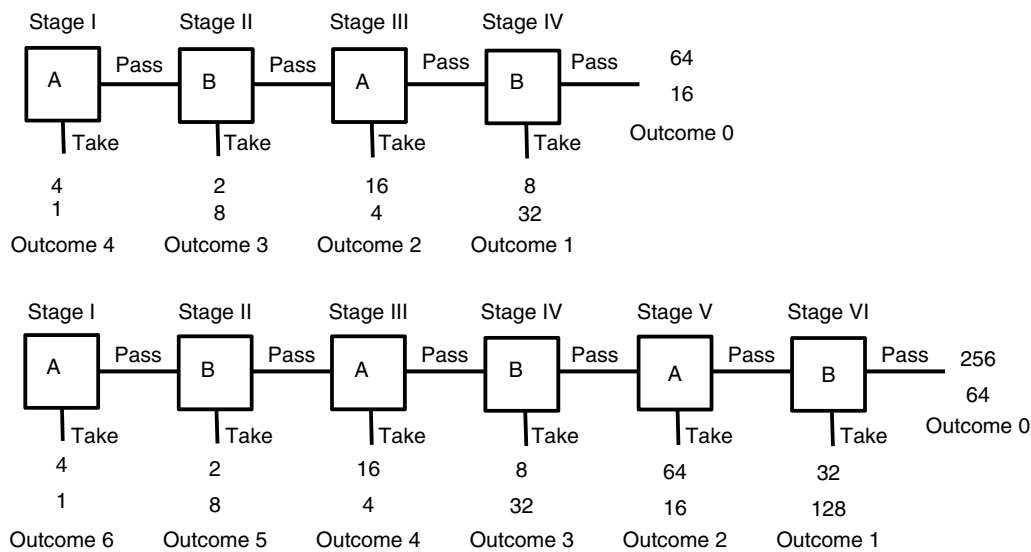 Stage I Stage II Stage III Stage IV
A Pass B Pass A Pass B Pass 64
16
Outcome 0
Take Take Take Take
4 2 16 8
1 8 4 32
Outcome 4 Outcome 3 Outcome 2 Outcome 1
Stage I Stage II Stage III Stage IV Stage V Stage VI
A Pass B Pass A Pass B Pass A Pass B Pass 256
64
Outcome 0
Take Take Take Take Take Take
4 2 16 8 64 32
1 8 4 32 16 128
Outcome 6 Outcome 5 Outcome 4 Outcome 3 Outcome 2 Outcome 1